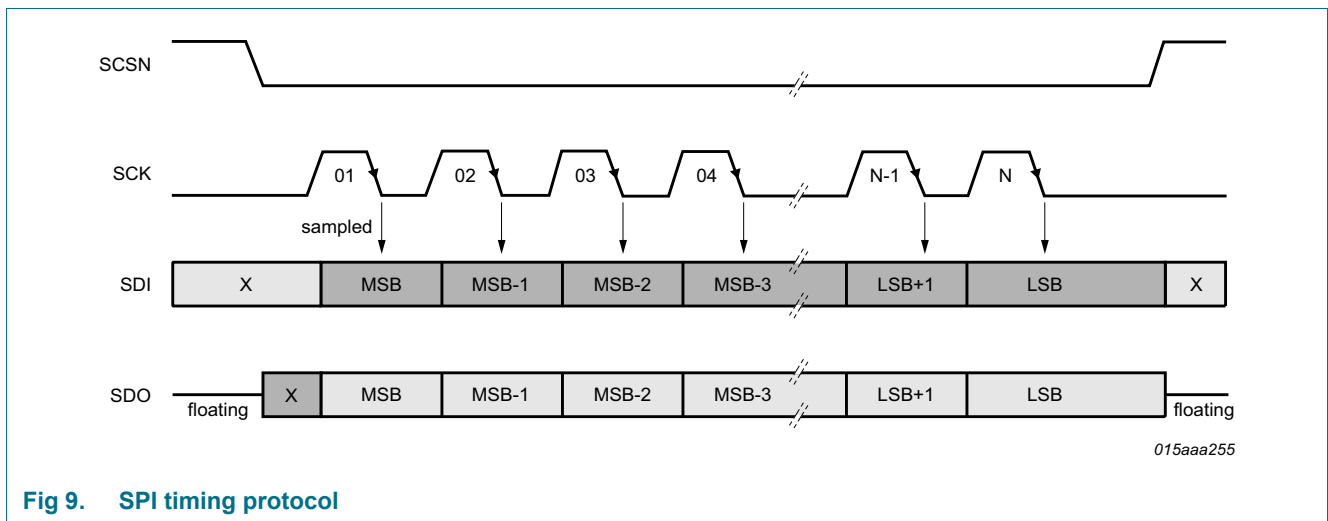 SCSN
SCK 01 02 03 04 N-1 N
sampled
SDI X MSB MSB-1 MSB-2 MSB-3 LSB+1 LSB X
SDO X MSB MSB-1 MSB-2 MSB-3 LSB+1 LSB
floating floating
015aaa255
Fig 9. SPI timing protocol